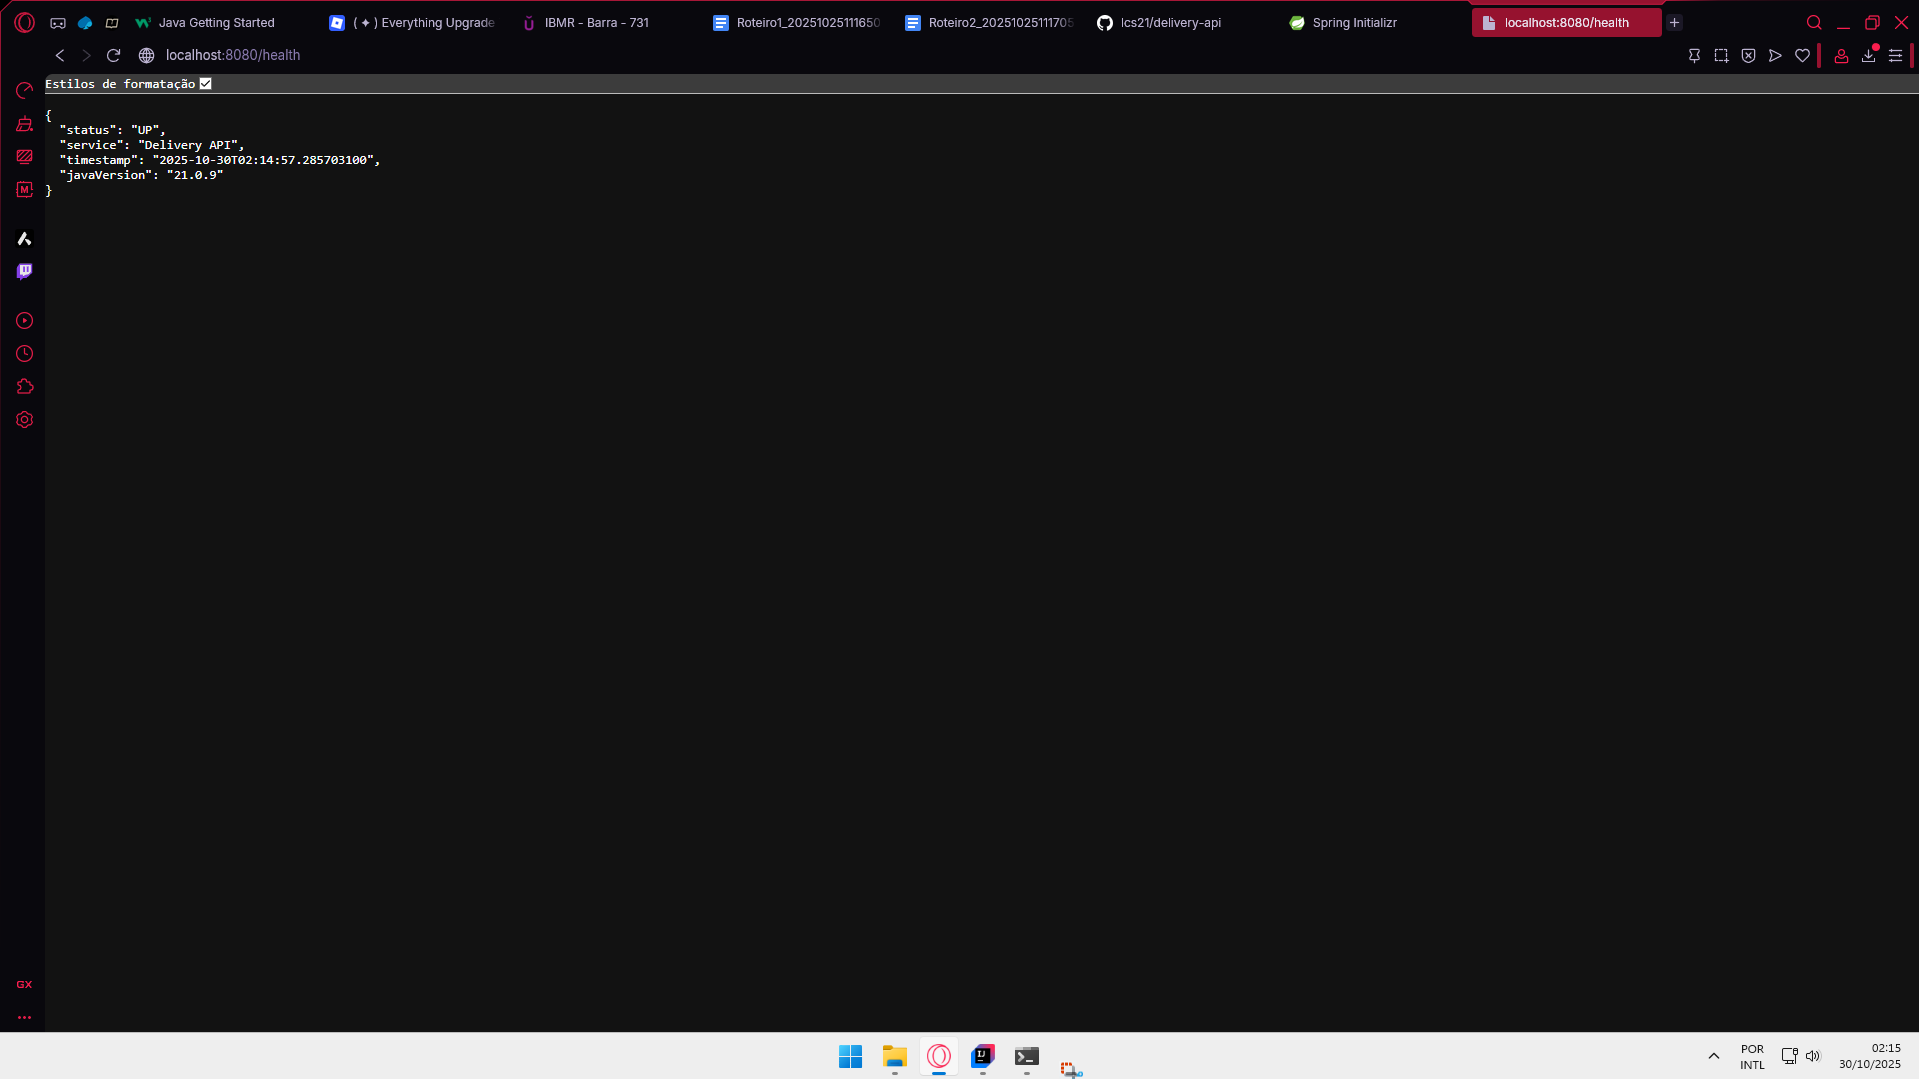 Java Getting Started
( ✦ ) Everything Upgrade
IBMR - Barra - 731
Roteiro1_20251025111650
Roteiro2_20251025111705
lcs21/delivery-api
Spring Initializr
localhost:8080/health
localhost:8080/health
Estilos de formatação
{
"status": "UP",
"service": "Delivery API",
"timestamp": "2025-10-30T02:14:57.285703100",
"javaVersion": "21.0.9"
}
GX
POR
INTL
02:15
30/10/2025